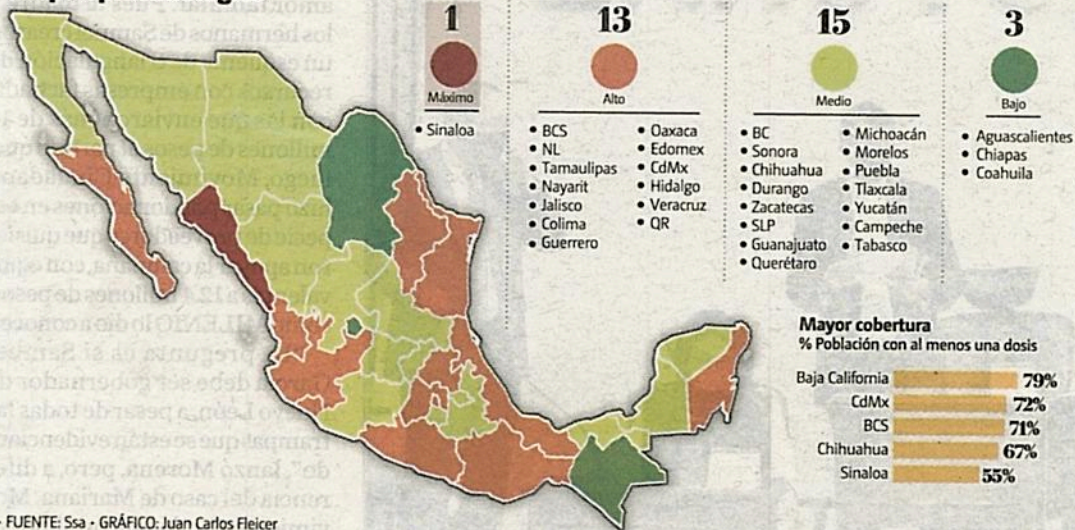 1
Máximo
• Sinaloa
13
Alto
• BCS
• NL
• Tamaulipas
• Nayarit
• Jalisco
• Colima
• Guerrero
• Oaxaca
• Edomex
• CdMx
• Hidalgo
• Veracruz
• QR
15
Medio
• BC
• Sonora
• Chihuahua
• Durango
• Zacatecas
• SLP
• Guanajuato
• Querétaro
• Michoacán
• Morelos
• Puebla
• Tlaxcala
• Yucatán
• Campeche
• Tabasco
3
Bajo
• Aguascalientes
• Chiapas
• Coahuila
Mayor cobertura
% Población con al menos una dosis
Baja California 79%
CdMx 72%
BCS 71%
Chihuahua 67%
Sinaloa 55%
• FUENTE: Ssa • GRÁFICO: Juan Carlos Fleicer